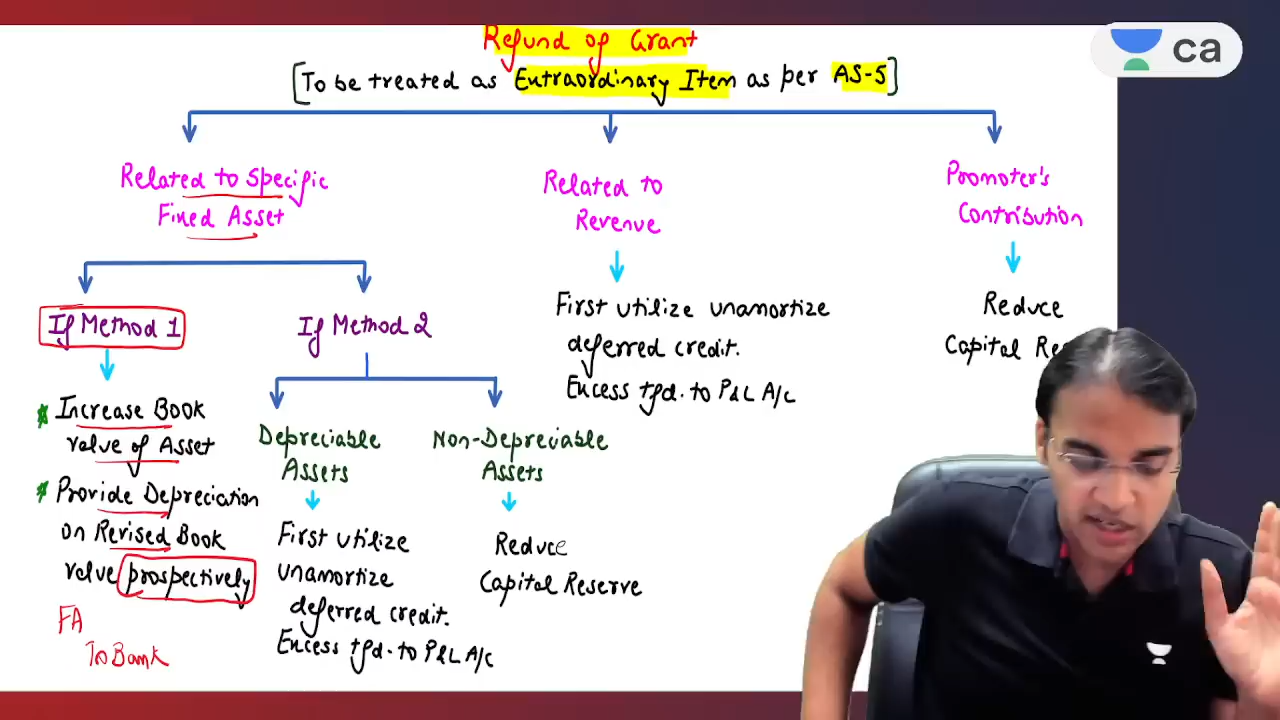 Refund of Grant
[To be treated as Extraordinary Item as per AS-5]
ca
Related to Specific
Fixed Asset
Related to
Revenue
Promoter's
Contribution
If Method 1
If Method 2
First utilize unamortize
deferred credit.
Excess tfd. to P&L A/c
Reduce
Capital
* Increase Book
value of Asset
* Provide Depreciation
on Revised Book
value prospectively
FA
To Bank
Depreciable
Assets
Non-Depreciable
Assets
First utilize
unamortize
deferred credit.
Excess tfd. to P&L A/c
Reduce
Capital Reserve